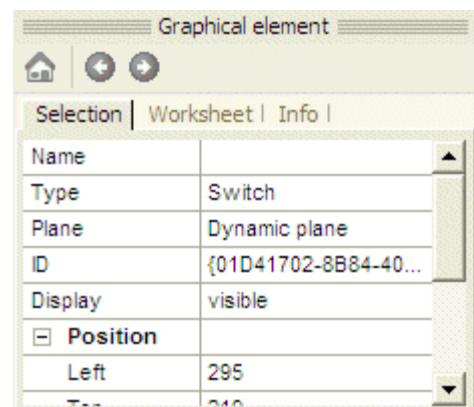 Graphical element
Selection Worksheet Info
Name
Type Switch
Plane Dynamic plane
ID {01D41702-8B84-40...
Display visible
Position
Left 295